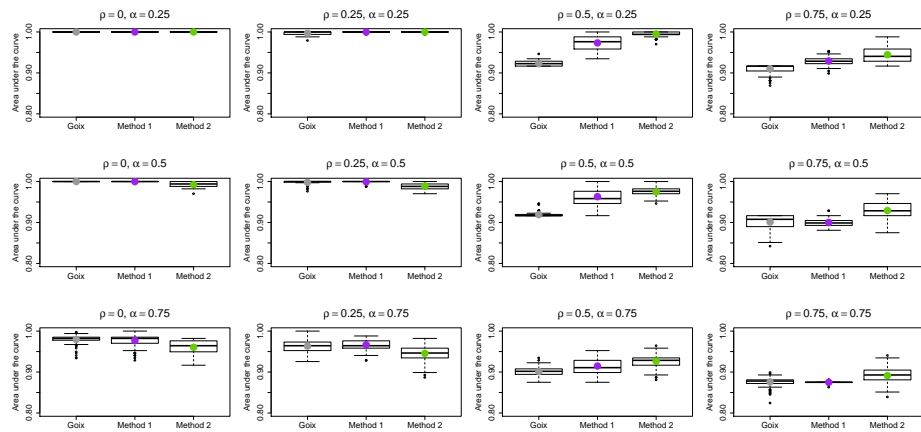 ρ = 0, α = 0.25
Area under the curve
0.80 0.90 1.00
Goix Method 1 Method 2
ρ = 0.25, α = 0.25
Area under the curve
0.80 0.90 1.00
Goix Method 1 Method 2
ρ = 0.5, α = 0.25
Area under the curve
0.80 0.90 1.00
Goix Method 1 Method 2
ρ = 0.75, α = 0.25
Area under the curve
0.80 0.90 1.00
Goix Method 1 Method 2
ρ = 0, α = 0.5
Area under the curve
0.80 0.90 1.00
Goix Method 1 Method 2
ρ = 0.25, α = 0.5
Area under the curve
0.80 0.90 1.00
Goix Method 1 Method 2
ρ = 0.5, α = 0.5
Area under the curve
0.80 0.90 1.00
Goix Method 1 Method 2
ρ = 0.75, α = 0.5
Area under the curve
0.80 0.90 1.00
Goix Method 1 Method 2
ρ = 0, α = 0.75
Area under the curve
0.80 0.90 1.00
Goix Method 1 Method 2
ρ = 0.25, α = 0.75
Area under the curve
0.80 0.90 1.00
Goix Method 1 Method 2
ρ = 0.5, α = 0.75
Area under the curve
0.80 0.90 1.00
Goix Method 1 Method 2
ρ = 0.75, α = 0.75
Area under the curve
0.80 0.90 1.00
Goix Method 1 Method 2